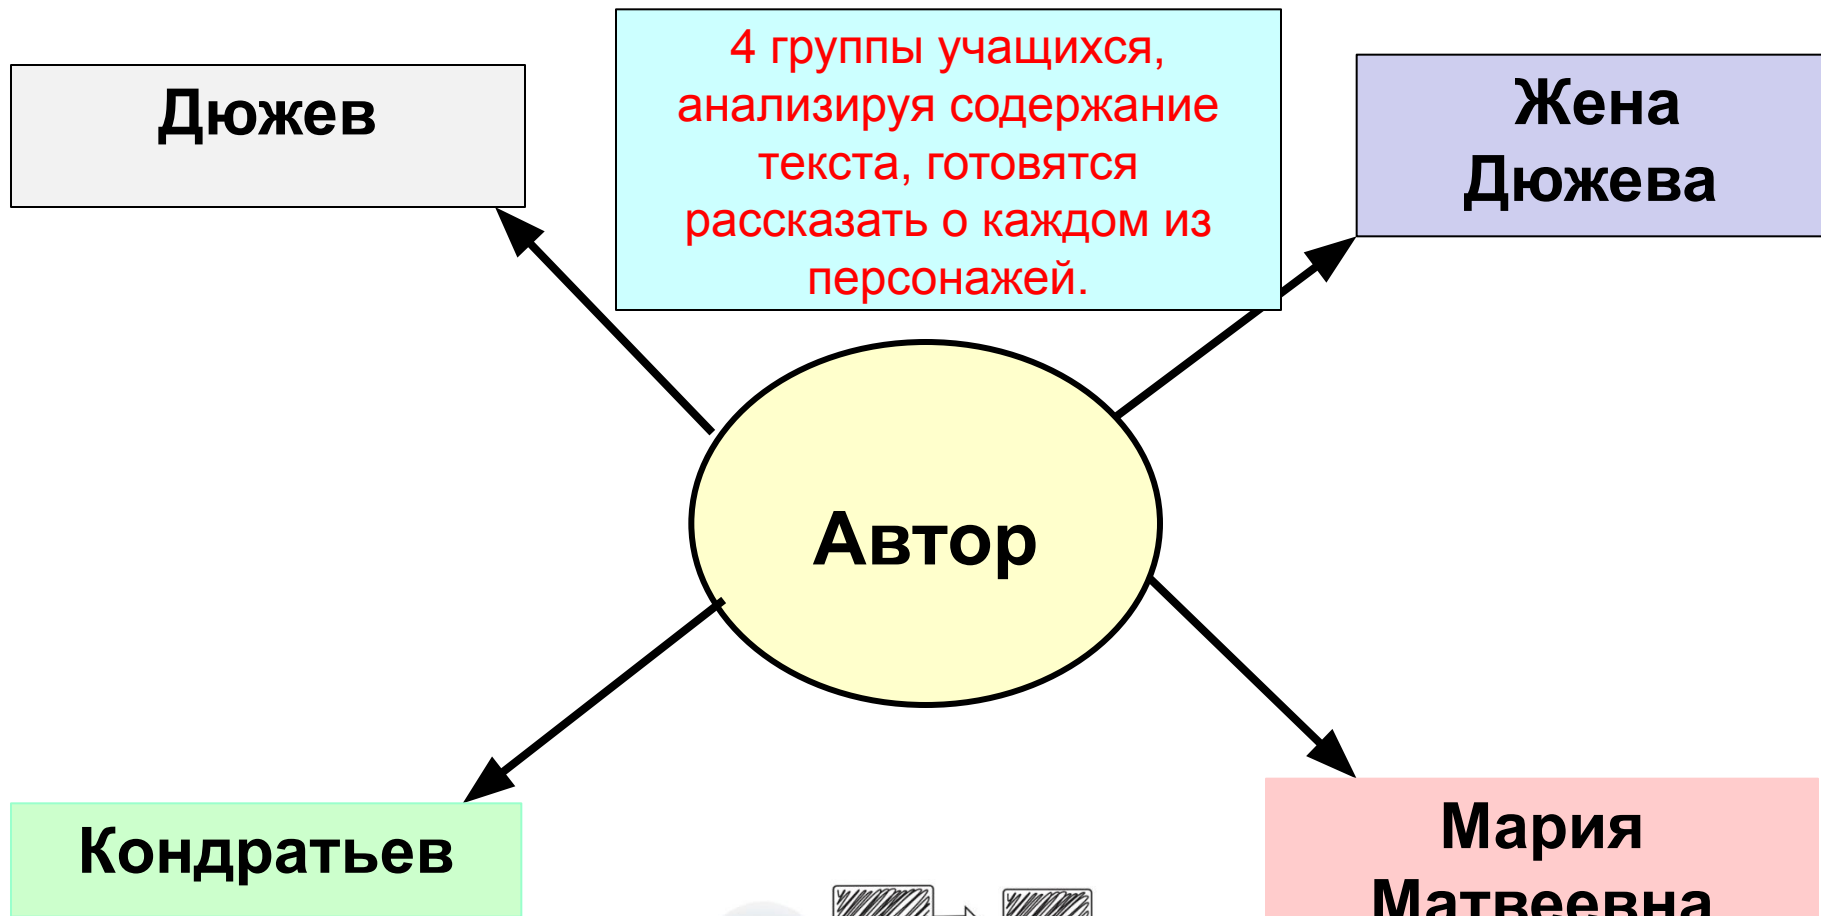 Дюжев
4 группы учащихся,
анализируя содержание
текста, готовятся
рассказать о каждом из
персонажей.
Жена
Дюжева
Автор
Кондратьев
Мария
Матвеевна